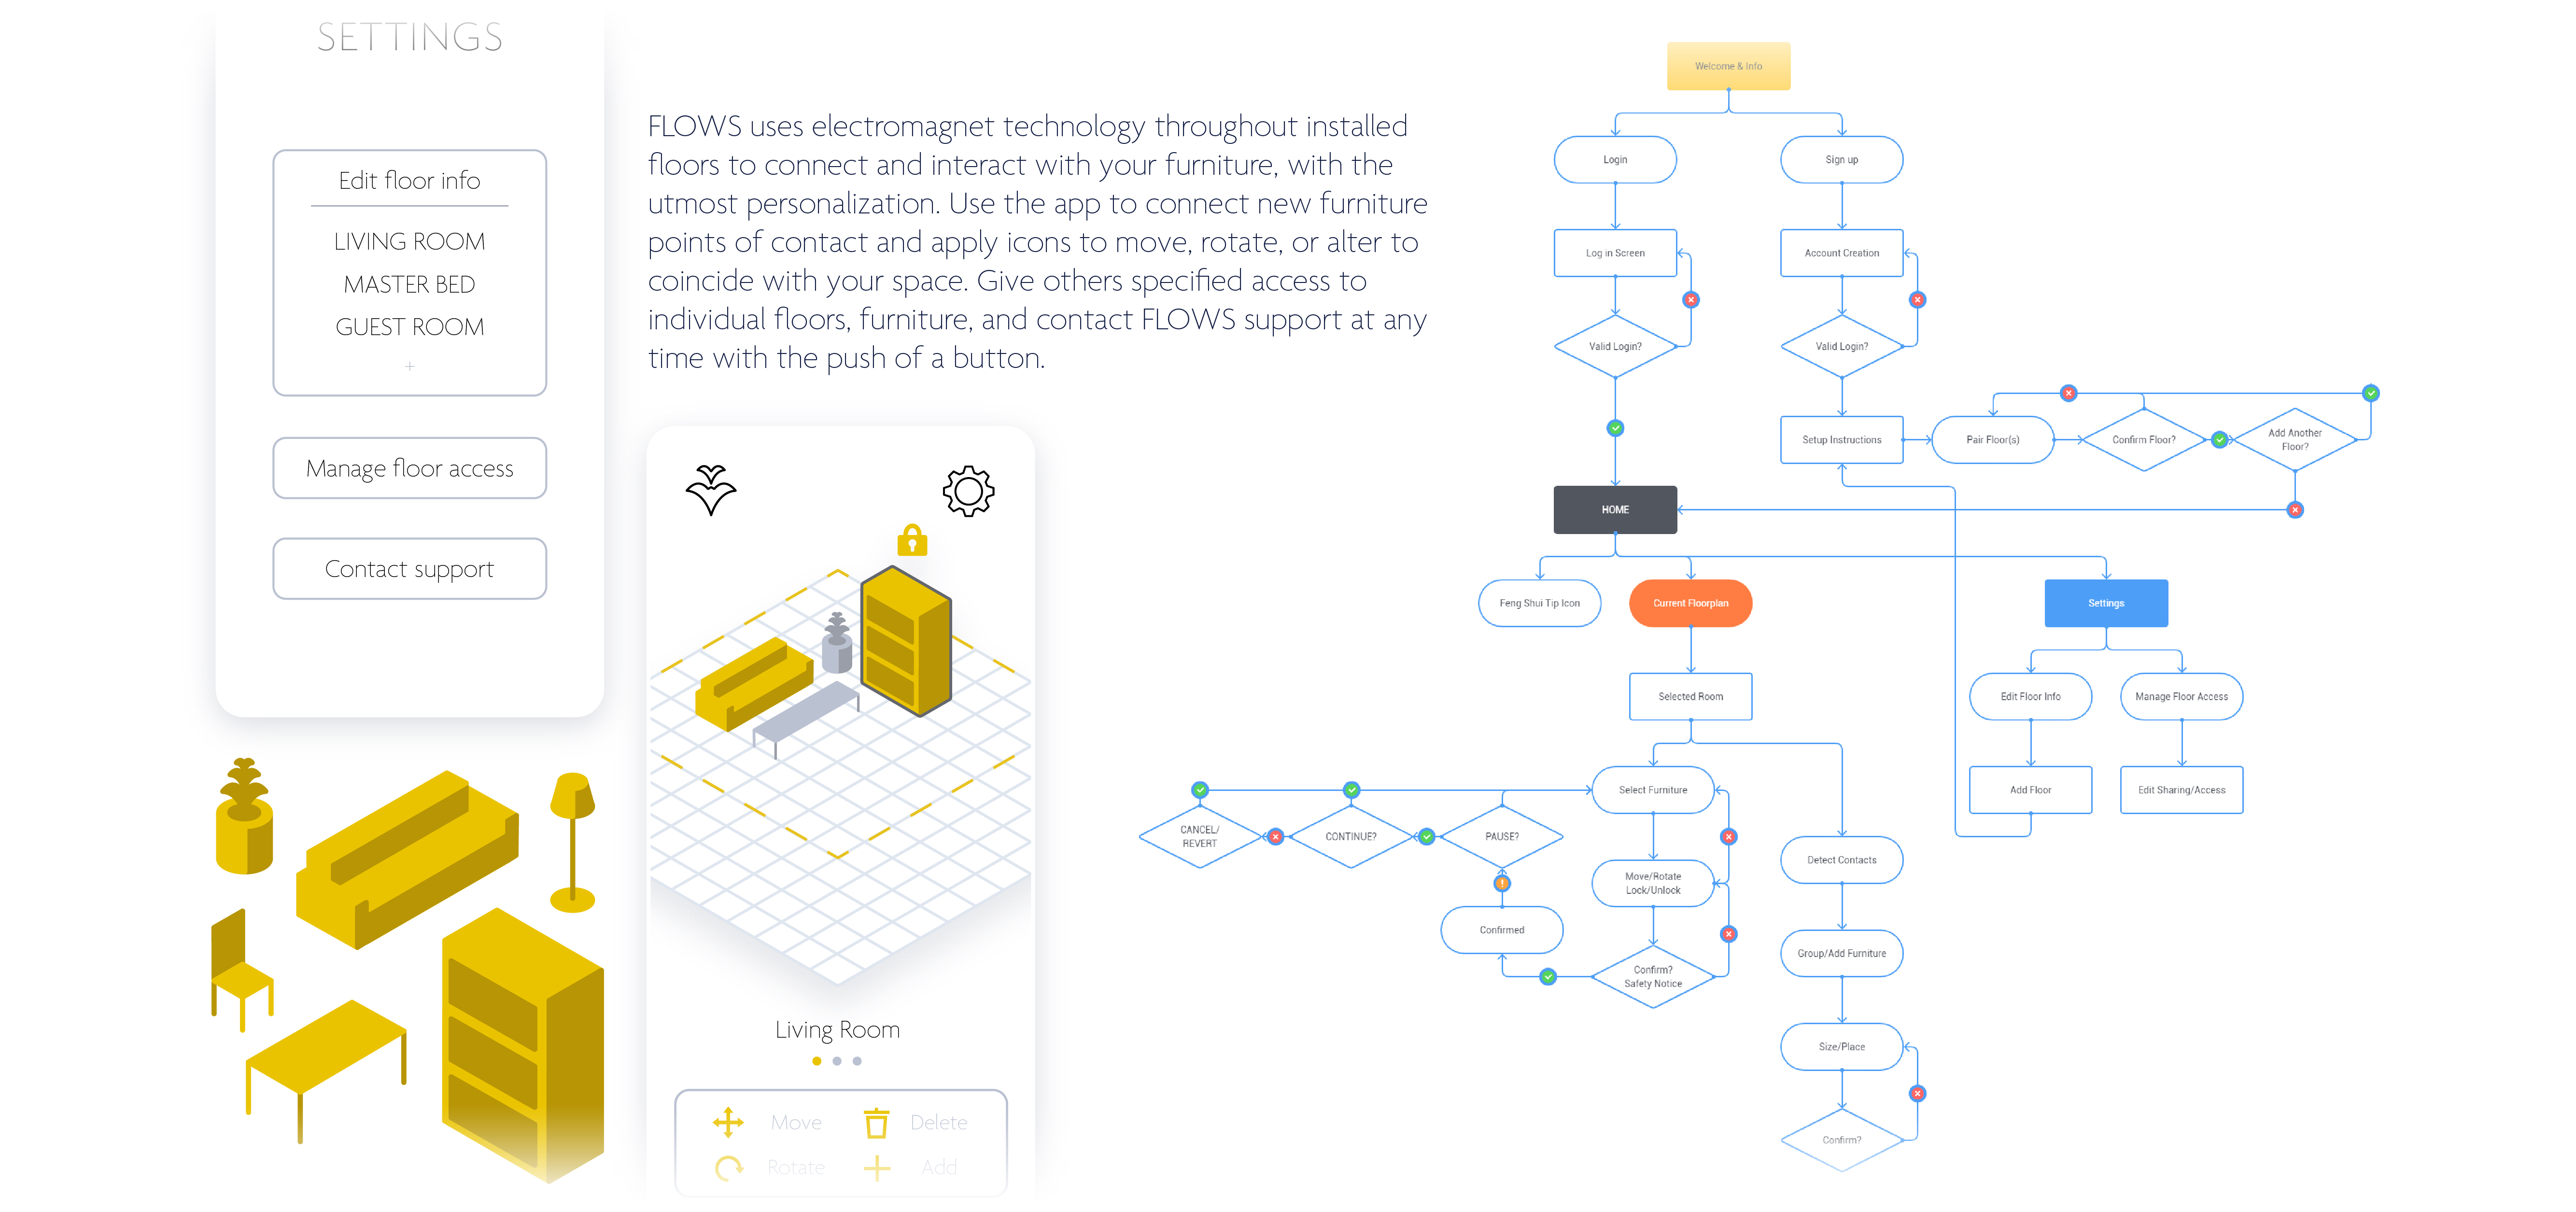 SETTINGS
Edit floor info
LIVING ROOM
MASTER BED
GUEST ROOM
+
Manage floor access
Contact support
FLOWS uses electromagnet technology throughout installed
floors to connect and interact with your furniture, with the
utmost personalization. Use the app to connect new furniture
points of contact and apply icons to move, rotate, or alter to
coincide with your space. Give others specified access to
individual floors, furniture, and contact FLOWS support at any
time with the push of a button.
Living Room
Move
Delete
Rotate
Add
Welcome & Info
Login
Sign up
Log in Screen
Account Creation
Valid Login?
Valid Login?
Setup Instructions
Pair Floor(s)
Confirm Floor?
Add Another
Floor?
HOME
Feng Shui Tip Icon
Current Floorplan
Settings
Selected Room
Edit Floor Info
Manage Floor Access
Select Furniture
Add Floor
Edit Sharing/Access
CANCEL/
REVERT
CONTINUE?
PAUSE?
Move/Rotate
Lock/Unlock
Detect Contacts
Confirmed
Confirm?
Safety Notice
Group/Add Furniture
Size/Place
Confirm?